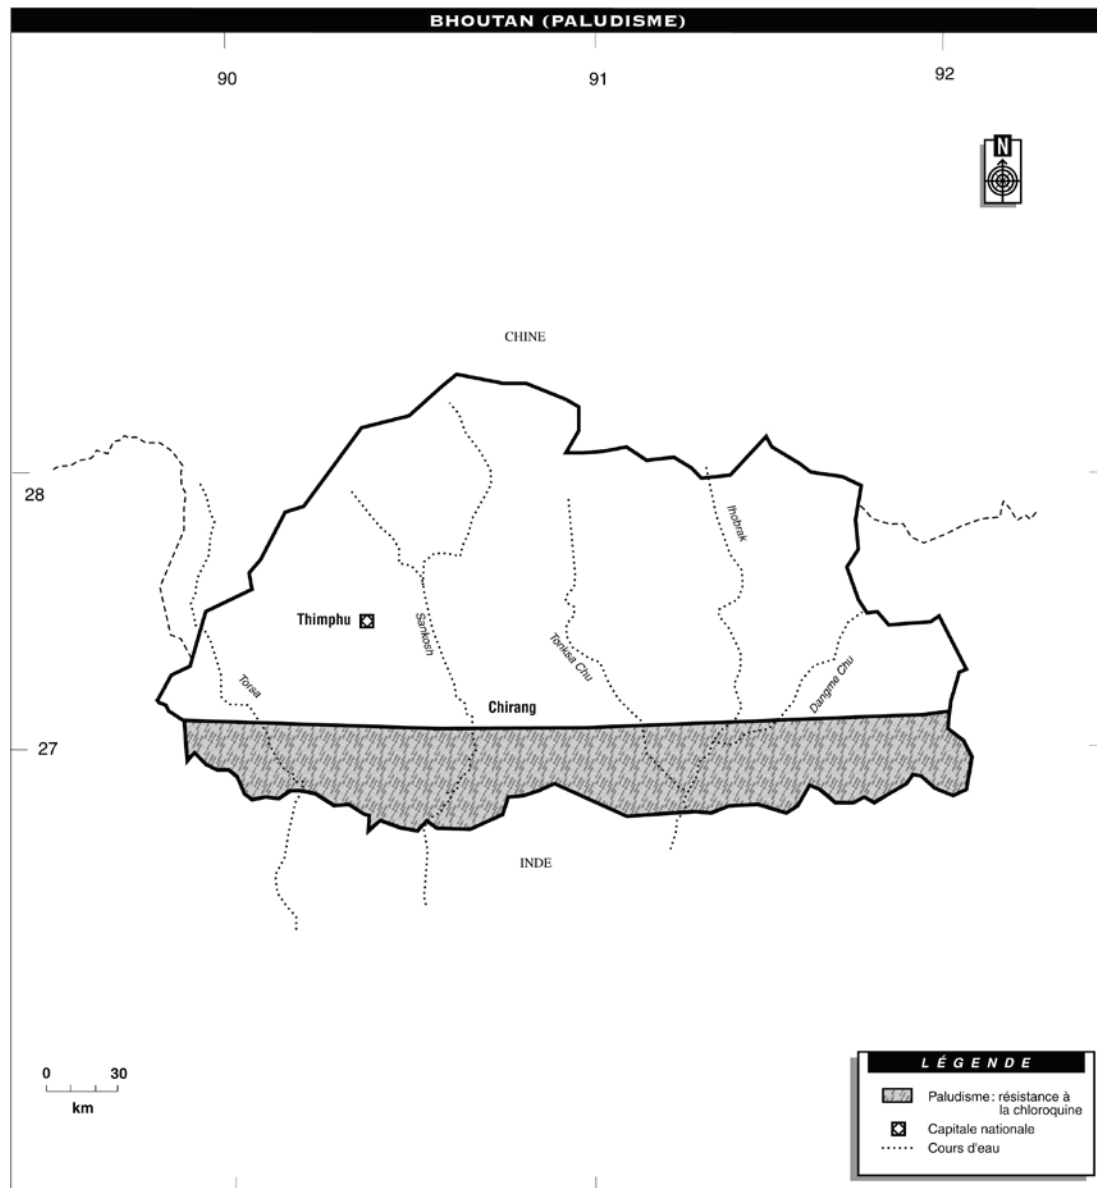 BHOUTAN (PALUDISME)
90
91
92
N
CHINE
28
Ihobrak
Thimphu
Sankosh
Tonksa Chu
Dangme Chu
Torsa
Chirang
27
INDE
0 30
km
LÉGENDE
Paludisme : résistance à
la chloroquine
Capitale nationale
Cours d'eau